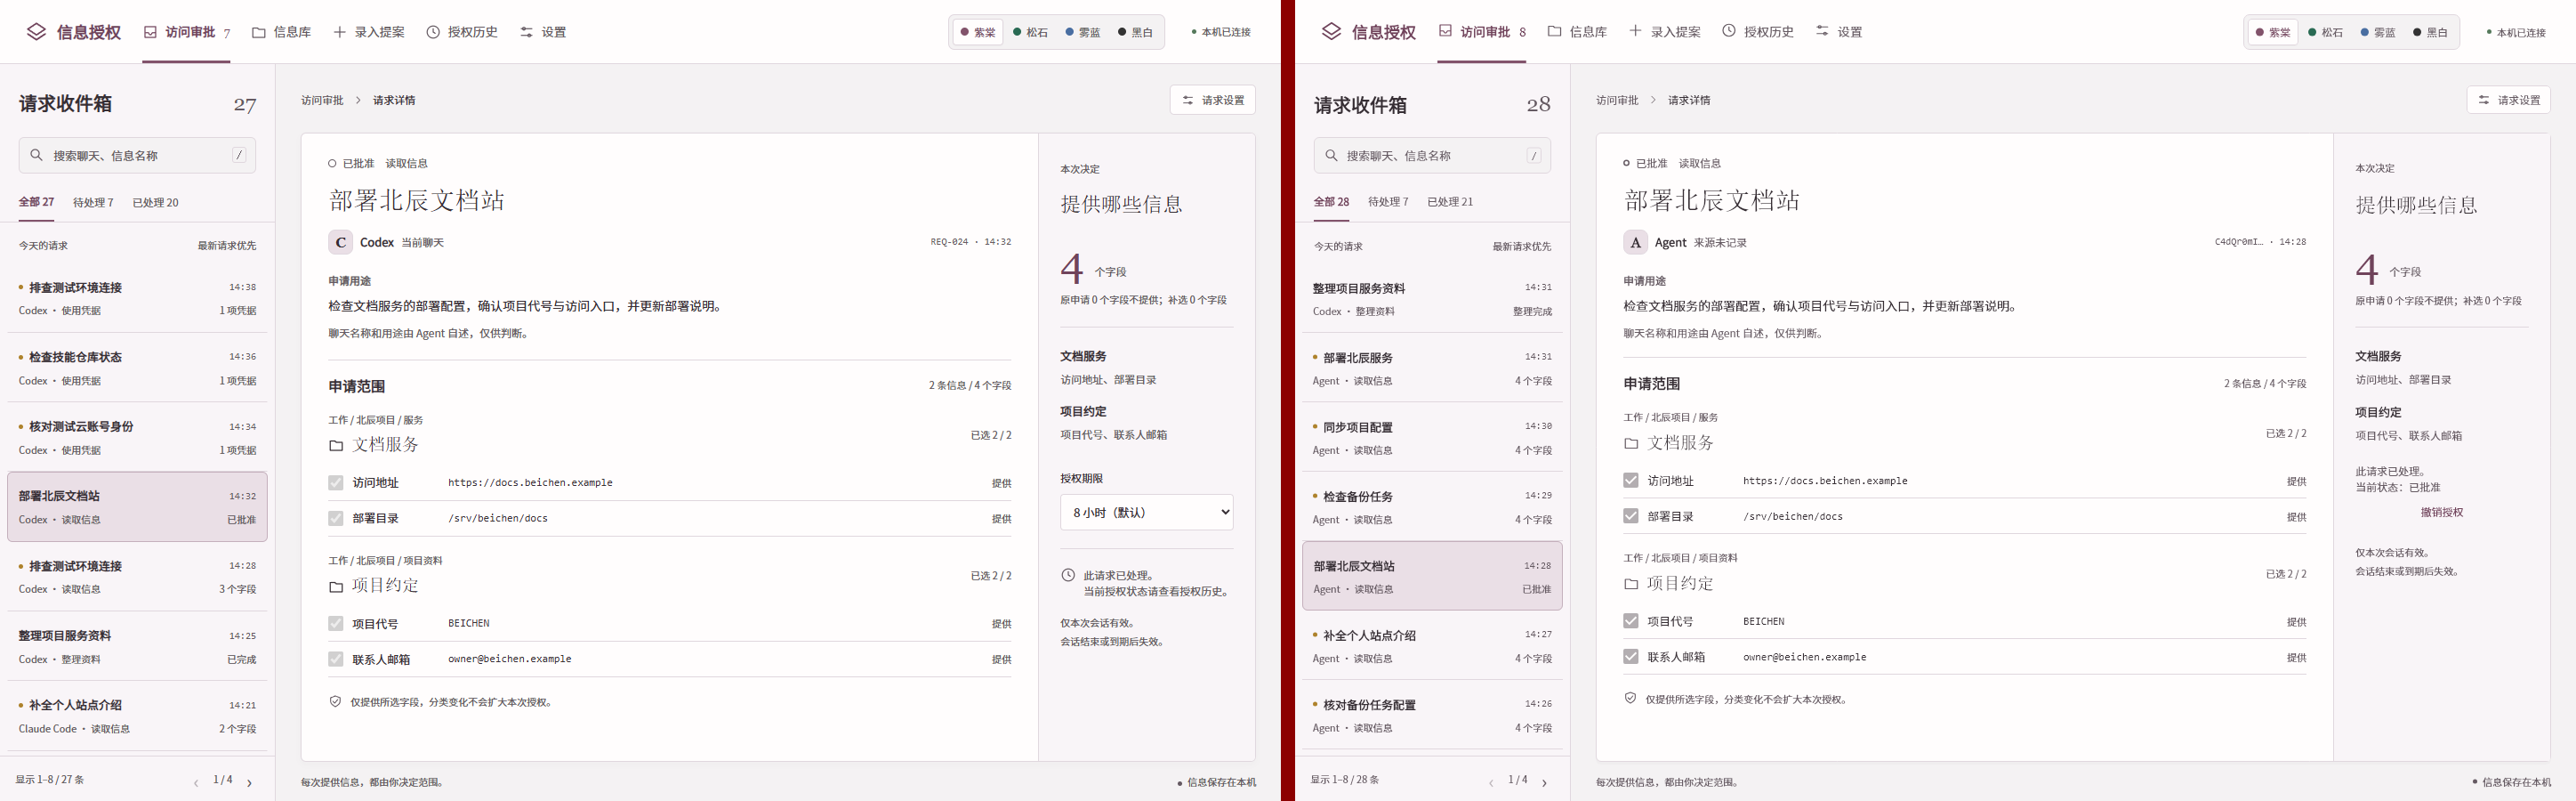 信息授权 访问审批 7 信息库 录入提案 授权历史 设置 紫棠 松石 雾蓝 黑白 本机已连接
请求收件箱 27
搜索聊天、信息名称 /
全部 27 待处理 7 已处理 20
今天的请求 最新请求优先
排查测试环境连接 14:38
Codex · 使用凭据 1 项凭据
检查技能仓库状态 14:36
Codex · 使用凭据 1 项凭据
核对测试云账号身份 14:34
Codex · 使用凭据 1 项凭据
部署北辰文档站 14:32
Codex · 读取信息 已批准
排查测试环境连接 14:28
Codex · 读取信息 3 个字段
整理项目服务资料 14:25
Codex · 整理资料 已完成
补全个人站点介绍 14:21
Claude Code · 读取信息 2 个字段
显示 1–8 / 27 条 ‹ 1 / 4 ›
访问审批 > 请求详情 请求设置
已批准 读取信息
部署北辰文档站
C Codex 当前聊天 REQ-024 · 14:32
申请用途
检查文档服务的部署配置，确认项目代号与访问入口，并更新部署说明。
聊天名称和用途由 Agent 自述，仅供判断。
申请范围 2 条信息 / 4 个字段
工作 / 北辰项目 / 服务
文档服务 已选 2 / 2
访问地址 https://docs.beichen.example 提供
部署目录 /srv/beichen/docs 提供
工作 / 北辰项目 / 项目资料
项目约定 已选 2 / 2
项目代号 BEICHEN 提供
联系人邮箱 owner@beichen.example 提供
仅提供所选字段，分类变化不会扩大本次授权。
本次决定
提供哪些信息
4 个字段
原申请 0 个字段不提供；补选 0 个字段
文档服务
访问地址、部署目录
项目约定
项目代号、联系人邮箱
授权期限
8 小时（默认）
此请求已处理。
当前授权状态请查看授权历史。
仅本次会话有效。
会话结束或到期后失效。
每次提供信息，都由你决定范围。 信息保存在本机
信息授权 访问审批 8 信息库 录入提案 授权历史 设置 紫棠 松石 雾蓝 黑白 本机已连接
请求收件箱 28
搜索聊天、信息名称 /
全部 28 待处理 7 已处理 21
今天的请求 最新请求优先
整理项目服务资料 14:31
Codex · 整理资料 整理完成
部署北辰服务 14:31
Agent · 读取信息 4 个字段
同步项目配置 14:30
Agent · 读取信息 4 个字段
检查备份任务 14:29
Agent · 读取信息 4 个字段
部署北辰文档站 14:28
Agent · 读取信息 已批准
补全个人站点介绍 14:27
Agent · 读取信息 4 个字段
核对备份任务配置 14:26
Agent · 读取信息 4 个字段
显示 1–8 / 28 条 ‹ 1 / 4 ›
访问审批 > 请求详情 请求设置
已批准 读取信息
部署北辰文档站
A Agent 来源未记录 C4dQr0mI… · 14:28
申请用途
检查文档服务的部署配置，确认项目代号与访问入口，并更新部署说明。
聊天名称和用途由 Agent 自述，仅供判断。
申请范围 2 条信息 / 4 个字段
工作 / 北辰项目 / 服务
文档服务 已选 2 / 2
访问地址 https://docs.beichen.example 提供
部署目录 /srv/beichen/docs 提供
工作 / 北辰项目 / 项目资料
项目约定 已选 2 / 2
项目代号 BEICHEN 提供
联系人邮箱 owner@beichen.example 提供
仅提供所选字段，分类变化不会扩大本次授权。
本次决定
提供哪些信息
4 个字段
原申请 0 个字段不提供；补选 0 个字段
文档服务
访问地址、部署目录
项目约定
项目代号、联系人邮箱
此请求已处理。
当前状态：已批准
撤销授权
仅本次会话有效。
会话结束或到期后失效。
每次提供信息，都由你决定范围。 信息保存在本机